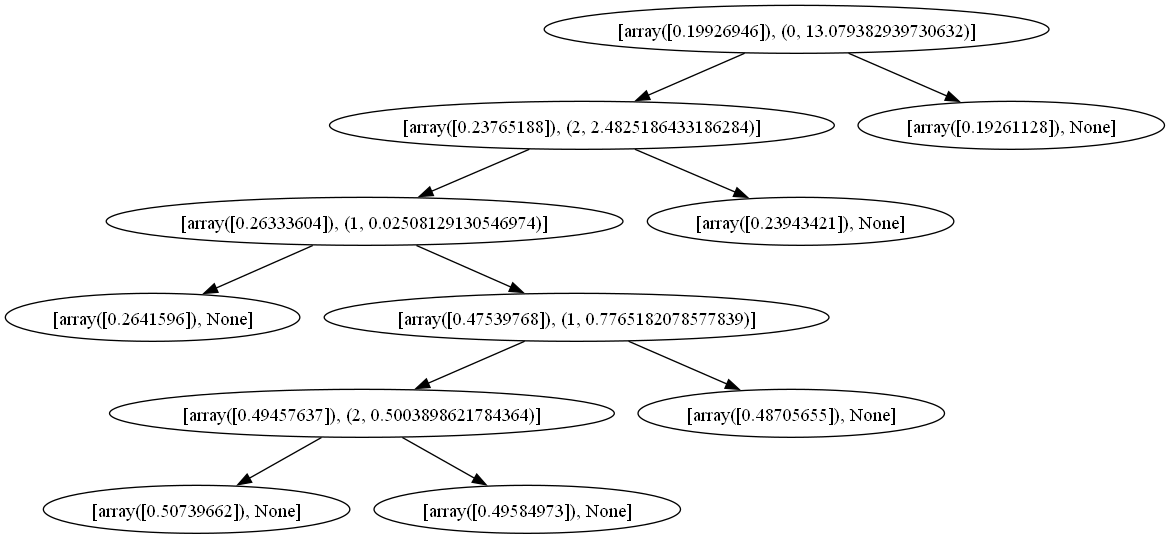 [array([0.19926946]), (0, 13.079382939730632)]
[array([0.23765188]), (2, 2.4825186433186284)]
[array([0.19261128]), None]
[array([0.26333604]), (1, 0.02508129130546974)]
[array([0.23943421]), None]
[array([0.2641596]), None]
[array([0.47539768]), (1, 0.7765182078577839)]
[array([0.49457637]), (2, 0.5003898621784364)]
[array([0.48705655]), None]
[array([0.50739662]), None]
[array([0.49584973]), None]